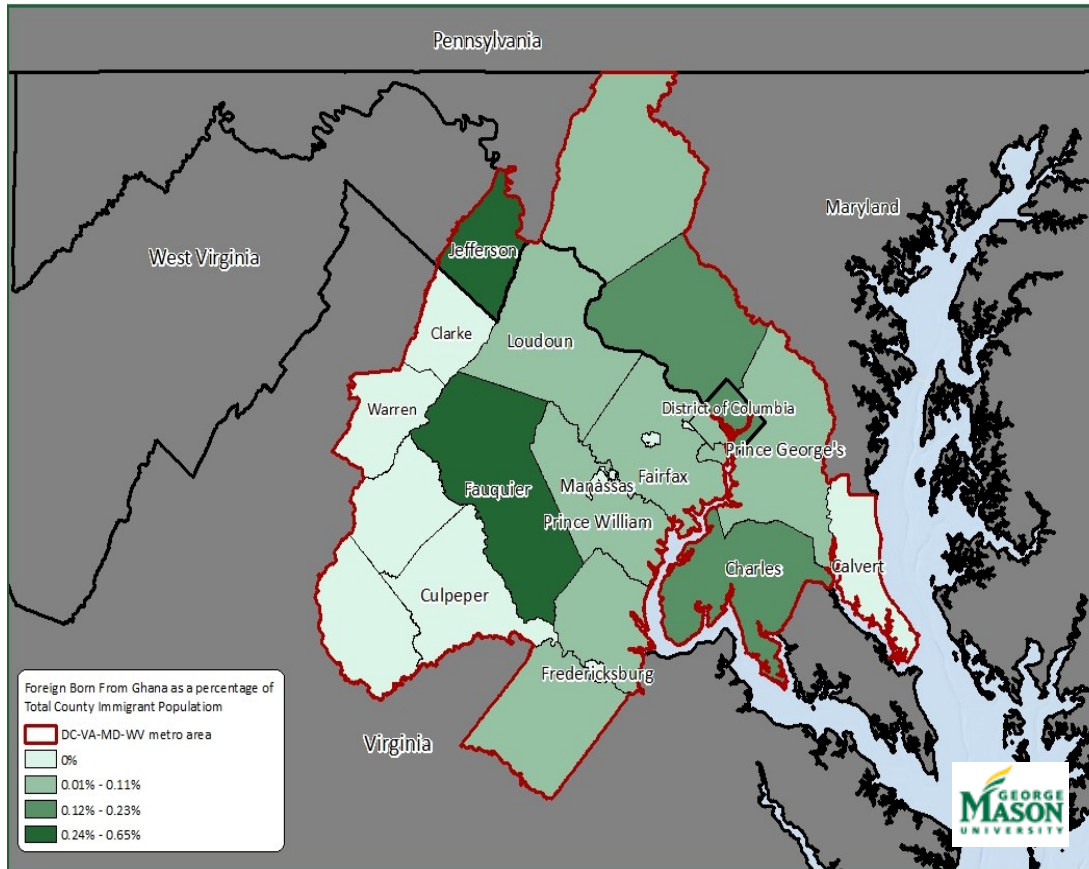 Pennsylvania
Maryland
West Virginia
Jefferson
Clarke
Loudoun
Warren
District of Columbia
Prince George's
Fauquier
Manassas
Fairfax
Prince William
Charles
Calvert
Culpeper
Fredericksburg
Virginia
Foreign Born From Ghana as a percentage of
Total County Immigrant Population
DC-VA-MD-WV metro area
0%
0.01% - 0.11%
0.12% - 0.23%
0.24% - 0.65%
GEORGE
MASON
UNIVERSITY